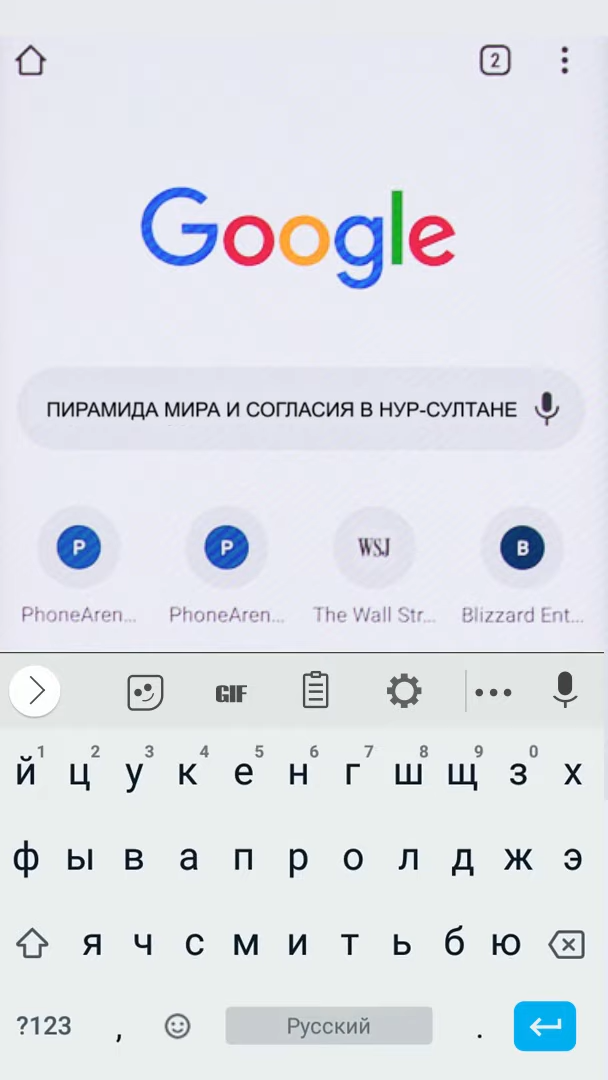 2
Google
ПИРАМИДА МИРА И СОГЛАСИЯ В НУР-СУЛТАНЕ
P P WSJ B
PhoneAren... PhoneAren... The Wall Str... Blizzard Ent...
GIF
1 2 3 4 5 6 7 8 9 0
й ц у к е н г ш щ з х
ф ы в а п р о л д ж э
я ч с м и т ь б ю
?123 , Русский .